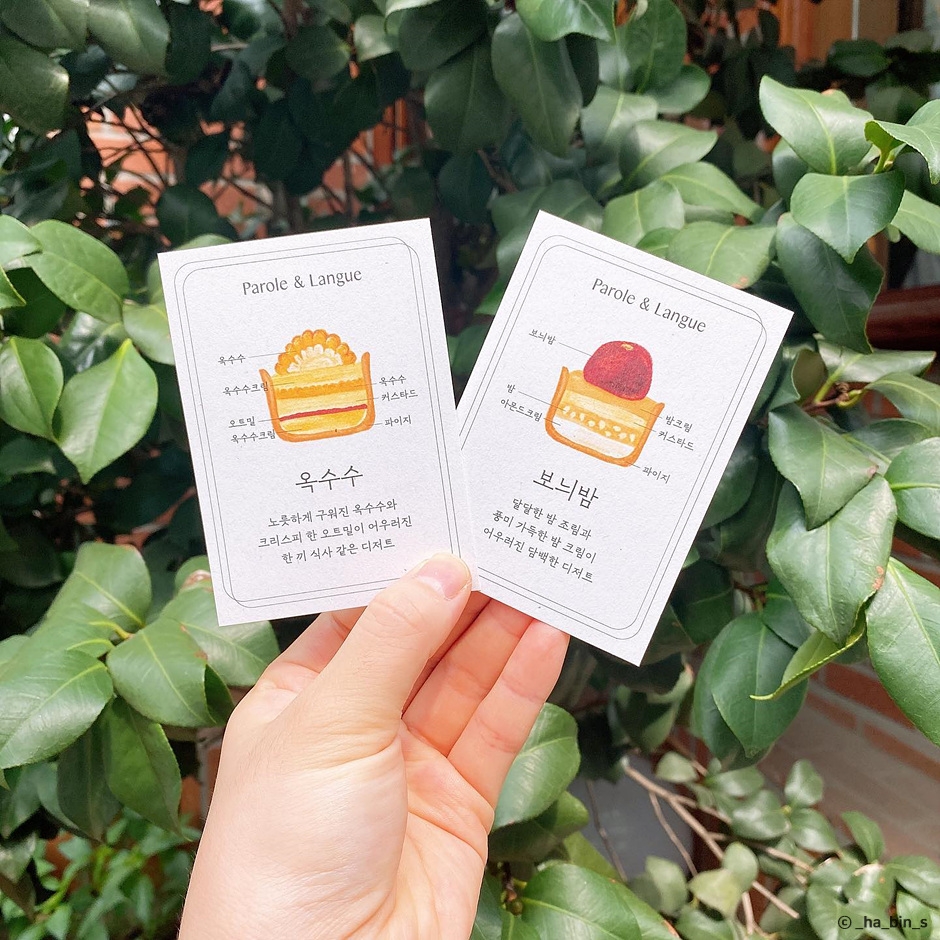 Parole & Langue
옥수수
옥수수크림
옥수수
커스타드
오트밀
옥수수크림
파이지
옥수수
노릇하게 구워진 옥수수와
크리스피 한 오트밀이 어우러진
한 끼 식사 같은 디저트
Parole & Langue
보늬밤
밤
아몬드크림
밤크림
커스타드
파이지
보늬밤
달달한 밤 조림과
풍미 가득한 밤 크림이
어우러진 담백한 디저트
© _ha_bin_s